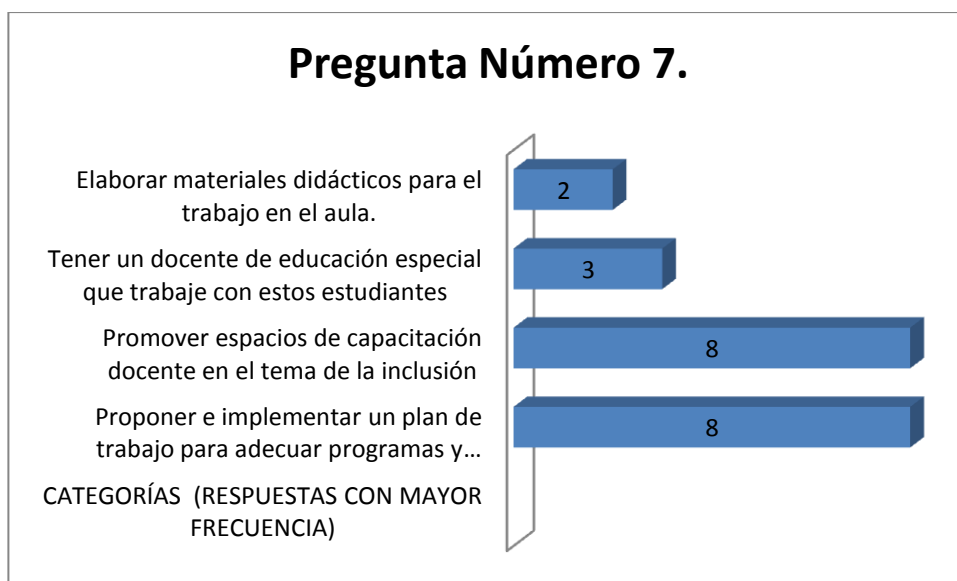 Pregunta Número 7.
Elaborar materiales didácticos para el
trabajo en el aula.
2
Tener un docente de educación especial
que trabaje con estos estudiantes
3
Promover espacios de capacitación
docente en el tema de la inclusión
8
Proponer e implementar un plan de
trabajo para adecuar programas y...
8
CATEGORÍAS (RESPUESTAS CON MAYOR
FRECUENCIA)